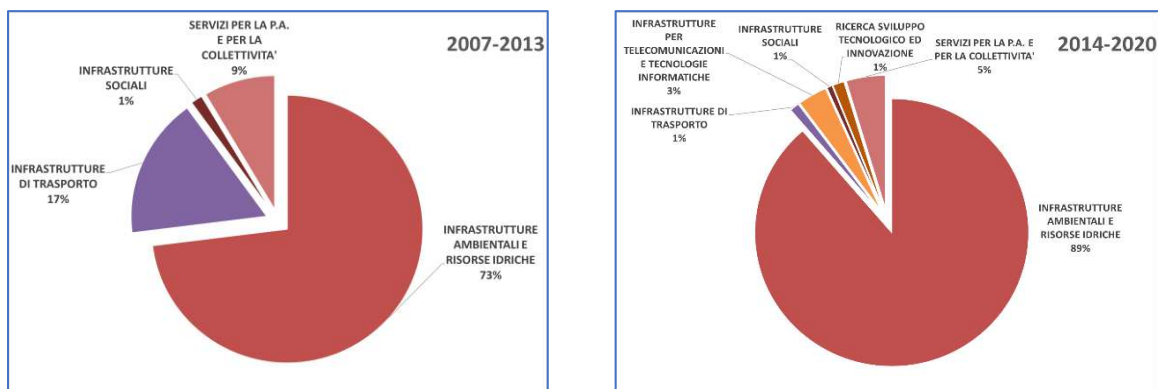 2007-2013
SERVIZI PER LA P.A.
E PER LA
COLLETTIVITA'
9%
INFRASTRUTTURE
SOCIALI
1%
INFRASTRUTTURE
DI TRASPORTO
17%
INFRASTRUTTURE
AMBIENTALI E
RISORSE IDRICHE
73%
2014-2020
INFRASTRUTTURE
PER
TELECOMUNICAZIONI
E TECNOLOGIE
INFORMATICHE
3%
INFRASTRUTTURE
SOCIALI
1%
RICERCA SVILUPPO
TECNOLOGICO ED
INNOVAZIONE
1%
SERVIZI PER LA P.A. E
PER LA COLLETTIVITA'
5%
INFRASTRUTTURE DI
TRASPORTO
1%
INFRASTRUTTURE
AMBIENTALI E
RISORSE IDRICHE
89%